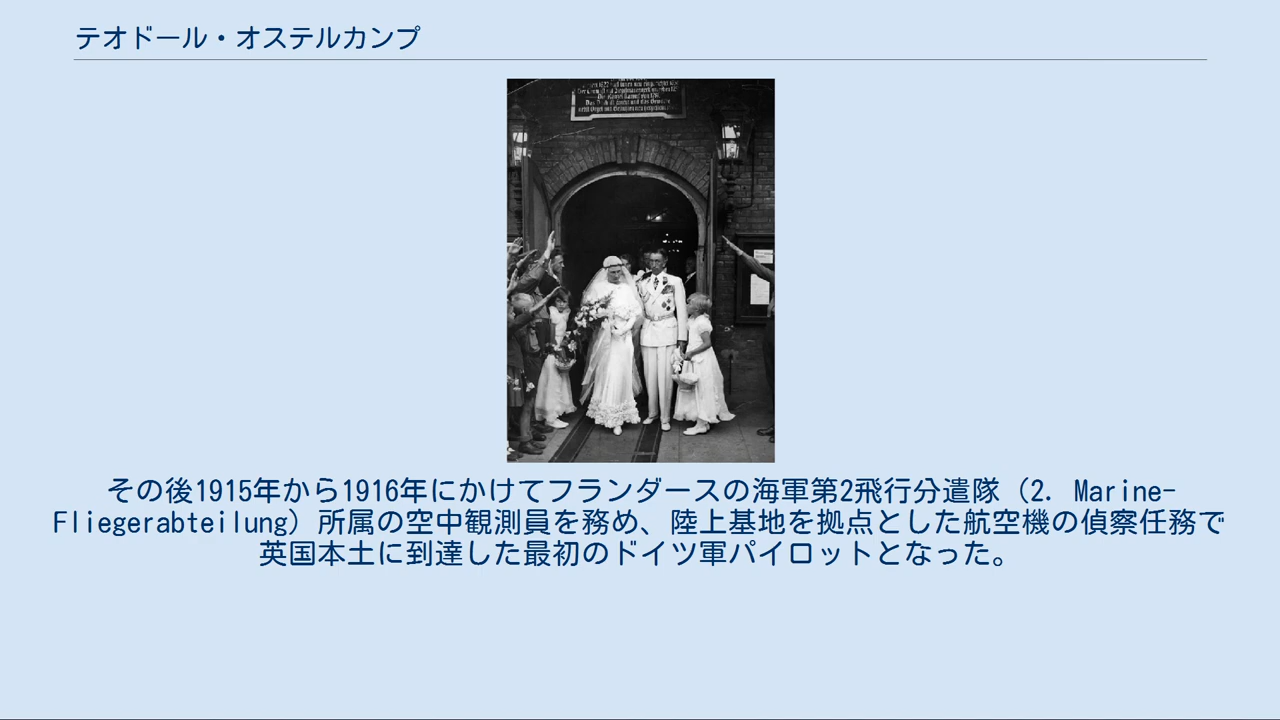 テオドール・オステルカンプ
その後1915年から1916年にかけてフランダースの海軍第2飛行分遣隊（2. Marine-
Fliegerabteilung）所属の空中観測員を務め、陸上基地を拠点とした航空機の偵察任務で
英国本土に到達した最初のドイツ軍パイロットとなった。